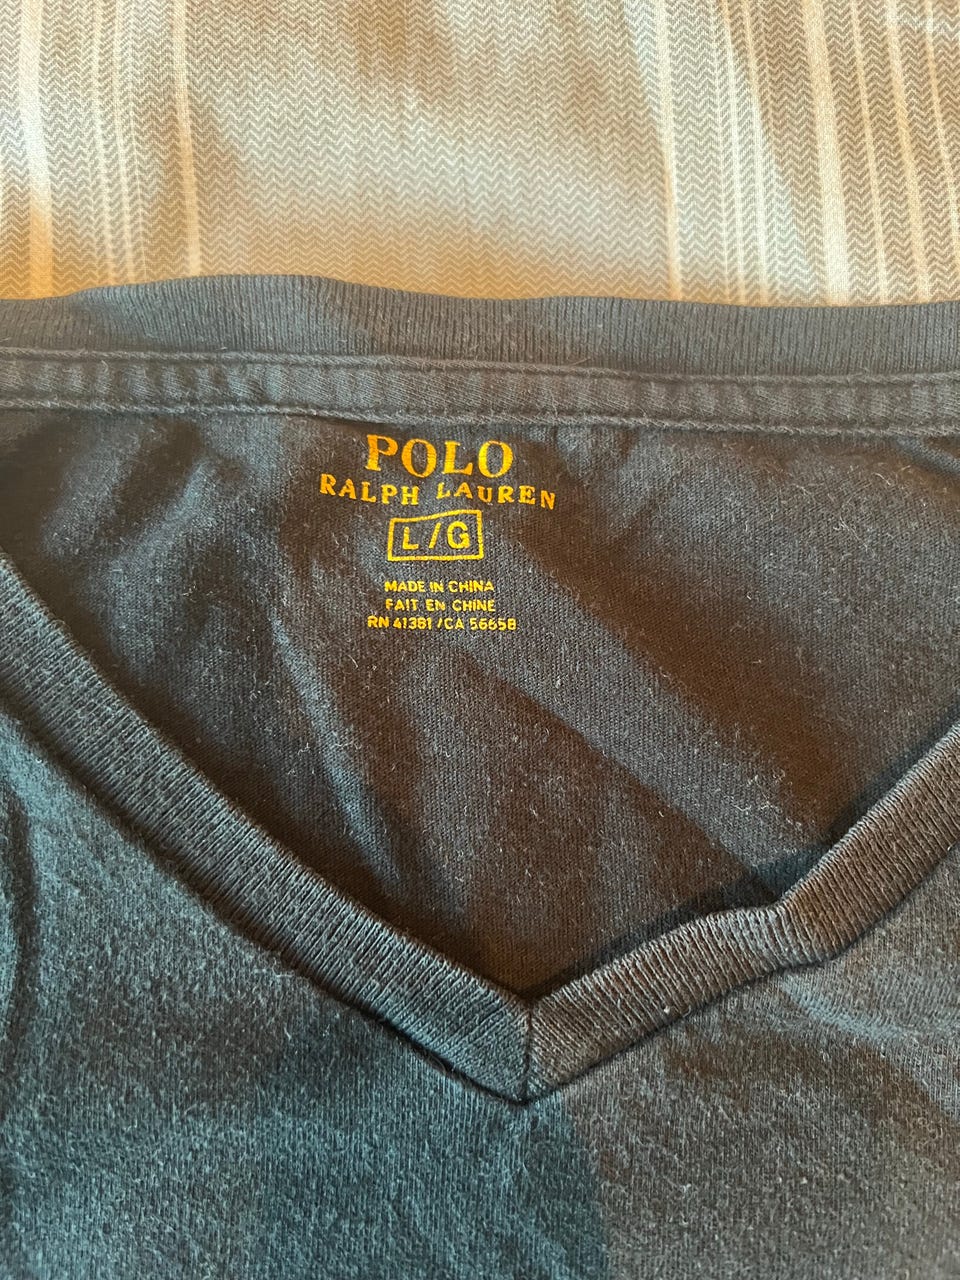 POLO
RALPH LAUREN
L/G
MADE IN CHINA
FAIT EN CHINE
RN 41381 / CA 56658